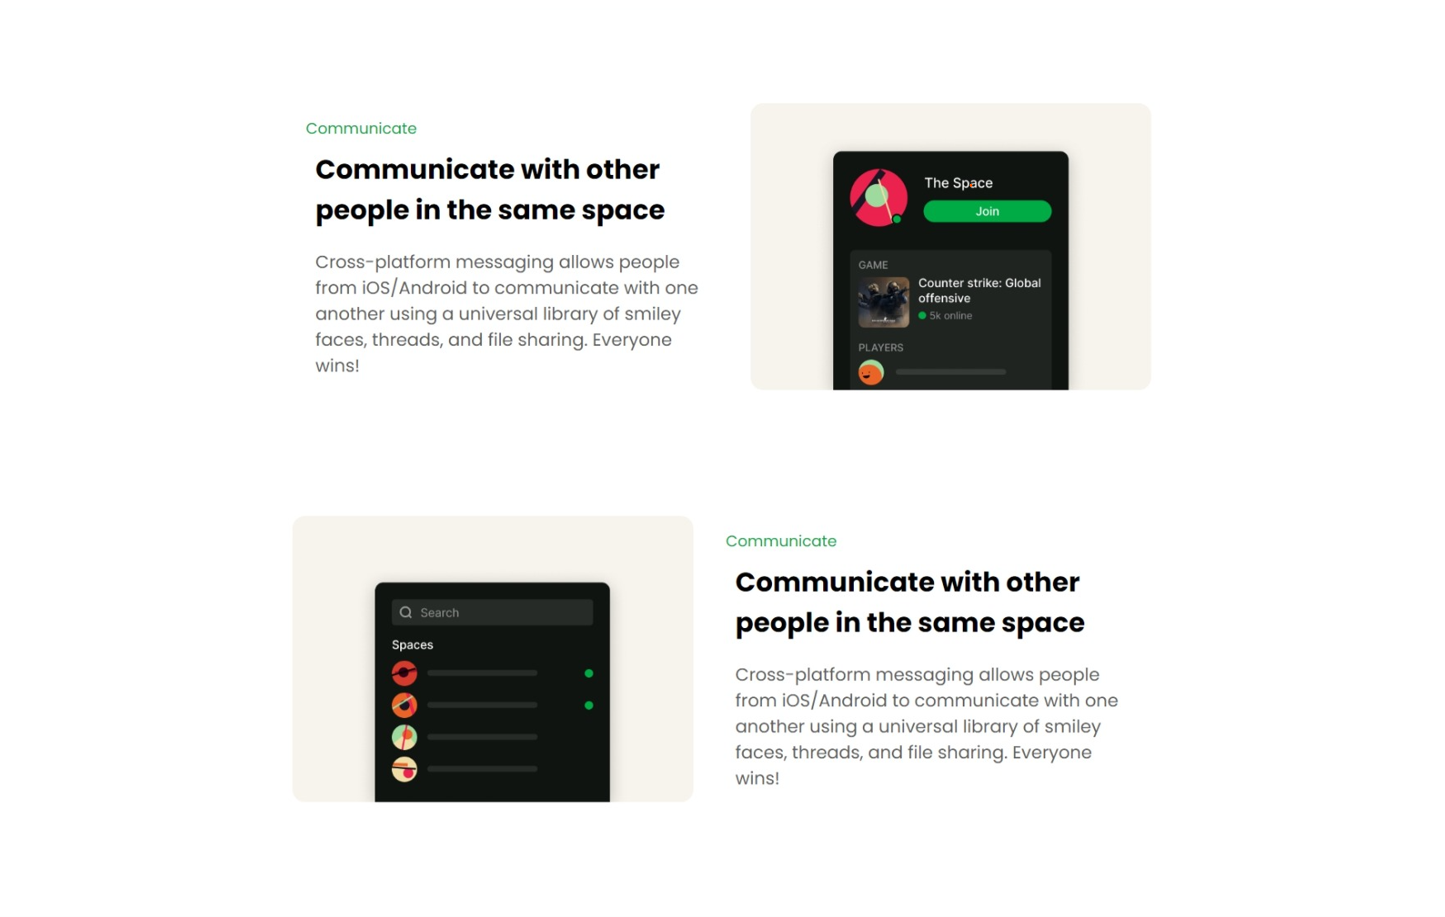 Communicate
Communicate with other
people in the same space
Cross-platform messaging allows people
from iOS/Android to communicate with one
another using a universal library of smiley
faces, threads, and file sharing. Everyone
wins!
The Space
Join
GAME
Counter strike: Global
offensive
5k online
PLAYERS
Search
Spaces
Communicate
Communicate with other
people in the same space
Cross-platform messaging allows people
from iOS/Android to communicate with one
another using a universal library of smiley
faces, threads, and file sharing. Everyone
wins!